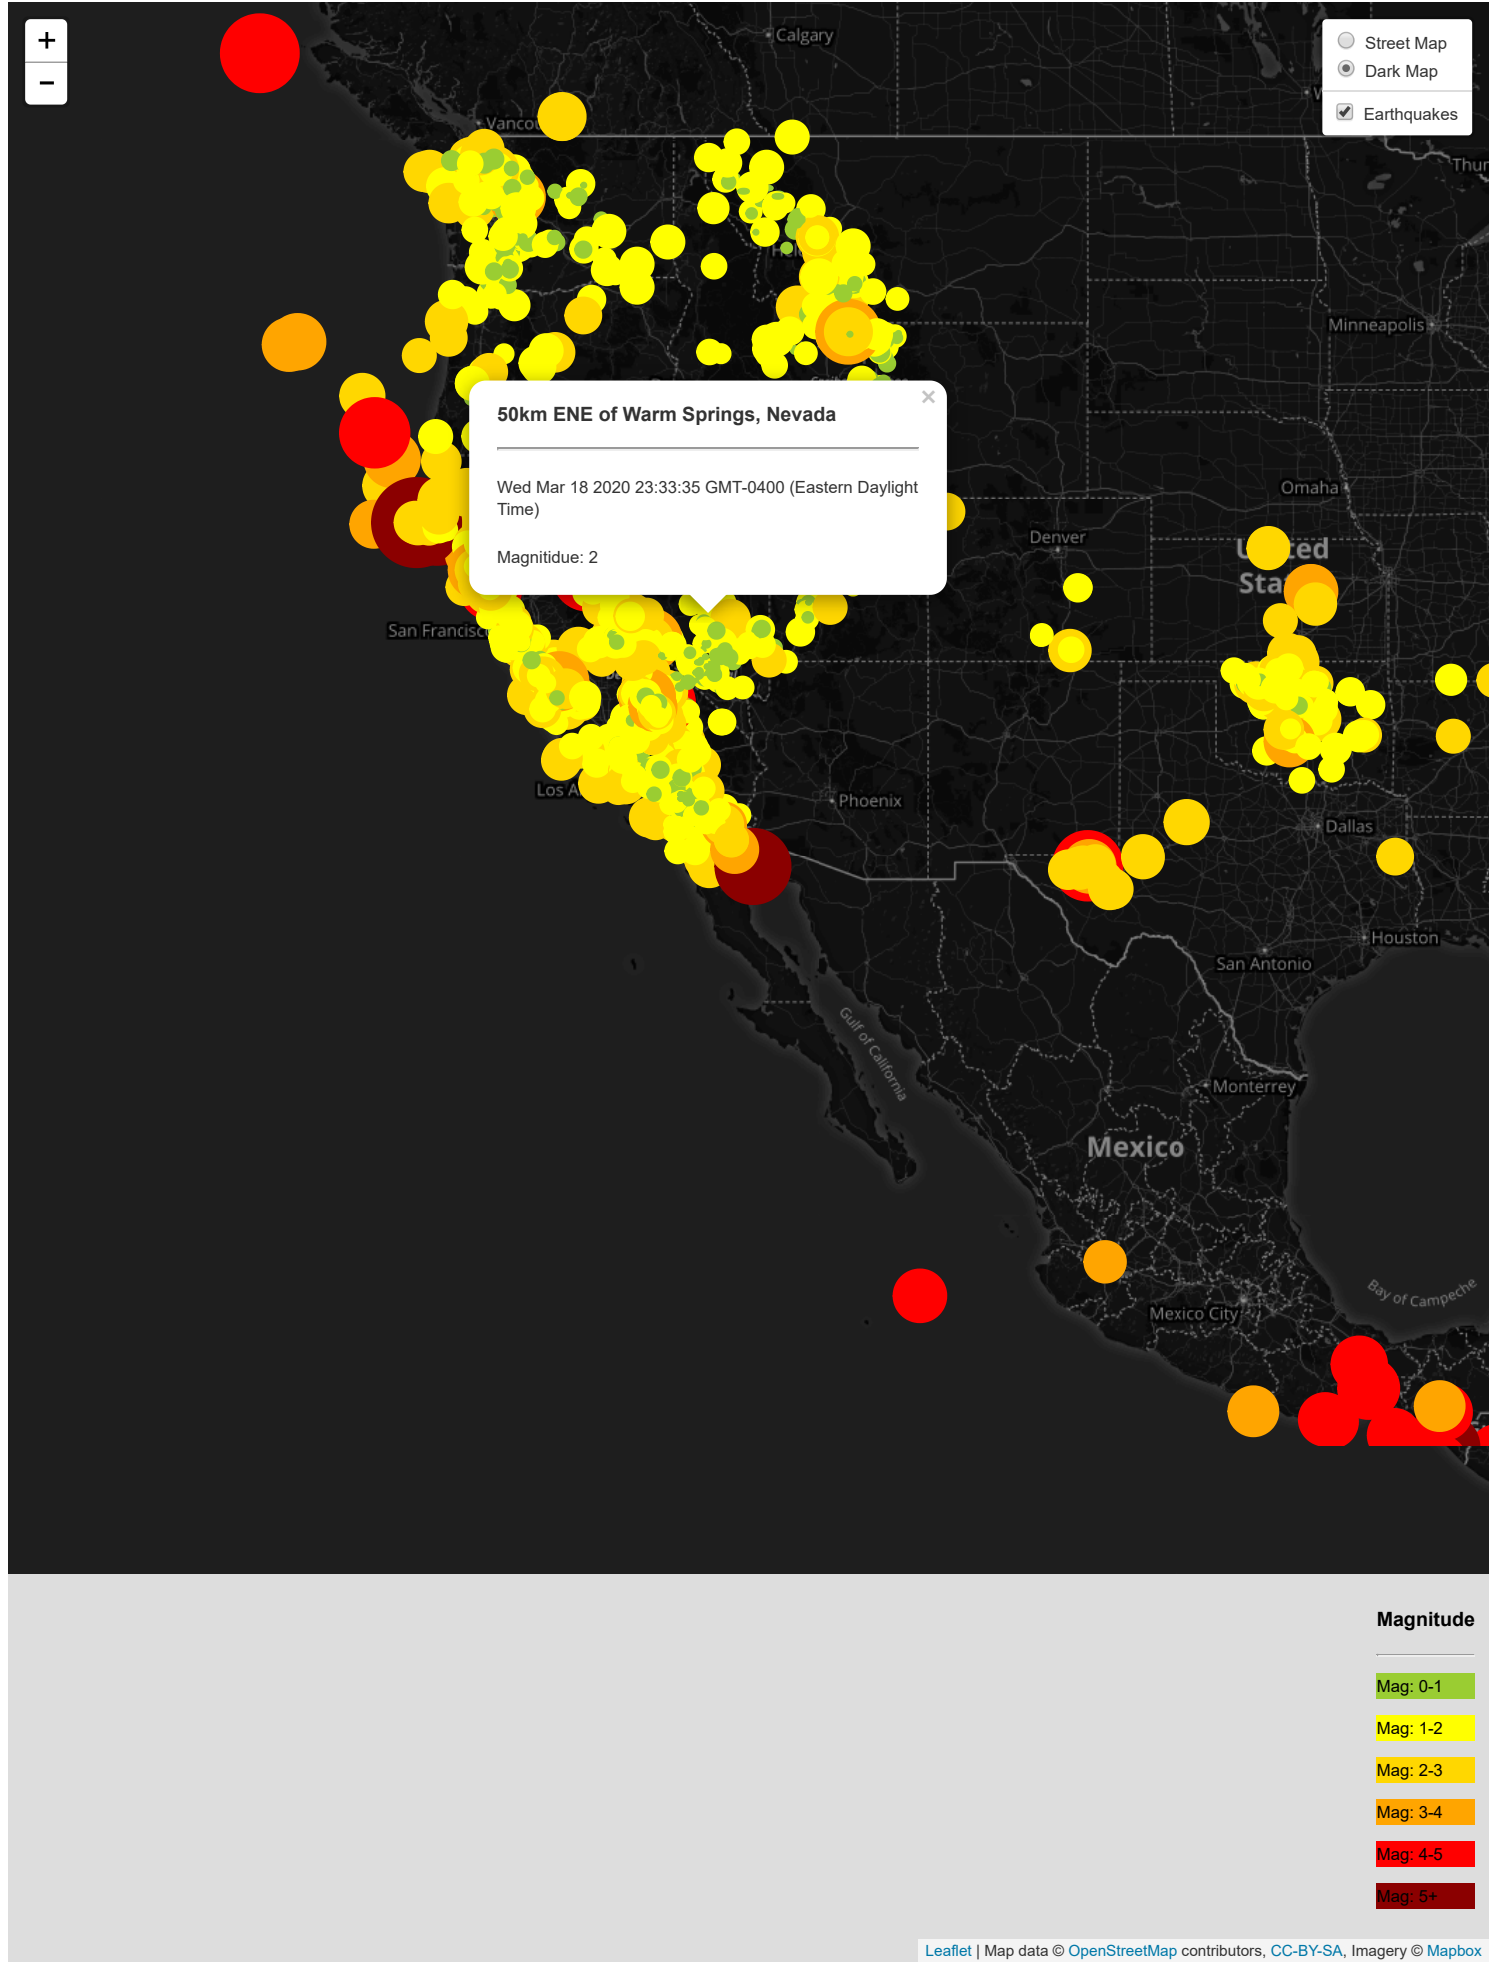 +
−
Calgary
Street Map
Dark Map
Earthquakes
Thur
Minneapolis
50km ENE of Warm Springs, Nevada
×
Wed Mar 18 2020 23:33:35 GMT-0400 (Eastern Daylight
Time)
Magnitidue: 2
Omaha
Denver
San Francisc
Los A
Phoenix
Dallas
Houston
San Antonio
Gulf of California
Monterrey
Mexico
Bay of Campeche
Mexico City
Magnitude
Mag: 0-1
Mag: 1-2
Mag: 2-3
Mag: 3-4
Mag: 4-5
Mag: 5+
Leaflet | Map data © OpenStreetMap contributors, CC-BY-SA, Imagery © Mapbox